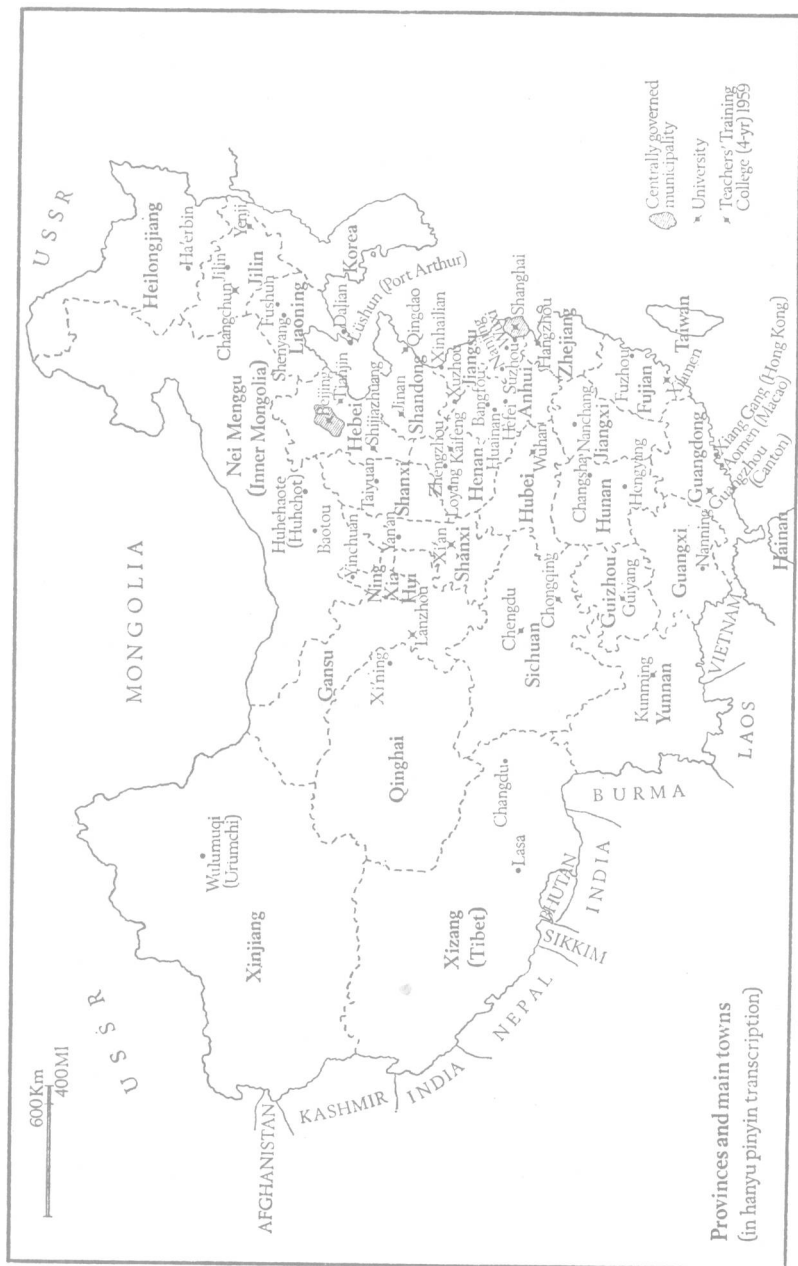 600Km
400MI
USSR
USSR
MONGOLIA
AFGHANISTAN
KASHMIR
INDIA
NEPAL
SIKKIM
BHUTAN
INDIA
BURMA
LAOS
VIETNAM
Xinjiang
Wulumuqi
(Urumchi)
Xizang
(Tibet)
Lasa
Changdu
Qinghai
Xi'ning
Gansu
Lanzhou
Ning
Xia
Hui
Yinchuan
Nei Menggu
(Inner Mongolia)
Huhehaote
(Huhehot)
Baotou
Heilongjiang
Ha'erbin
Jilin
Jilin
Changchun
Yenji
Liaoning
Fushun
Shenyang
Dalian
Lüshun (Port Arthur)
Korea
Beijing
Tianjin
Hebei
Shijiazhuang
Shanxi
Taiyuan
Shandong
Jinan
Qingdao
Yan'an
Xi'an
Shanxi
Henan
Zhengzhou
Loyang
Kaifeng
Jiangsu
Xinhailian
Xuzhou
Suzhou
Shanghai
Anhui
Bangfou
Huainan
Hefei
Hubei
Wuhan
Zhejiang
Hangzhou
Sichuan
Chengdu
Chongqing
Hunan
Changsha
Hengyang
Jiangxi
Nanchang
Fujian
Fuzhou
Taiwan
Guizhou
Guiyang
Yunnan
Kunming
Guangxi
Nanning
Guangdong
Guangzhou
(Canton)
Xiang Gang (Hong Kong)
Aomen (Macao)
Hainan
Centrally governed
municipality
University
Teachers' Training
College (4-yr) 1959
Provinces and main towns
(in hanyu pinyin transcription)